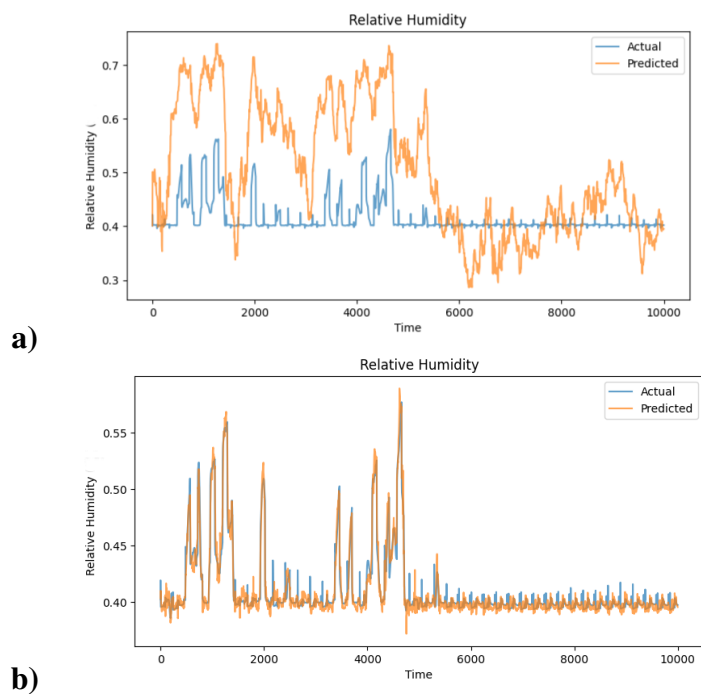 Relative Humidity
Actual
Predicted
0.7
0.6
0.5
0.4
0.3
Relative Humidity (
0 2000 4000 6000 8000 10000
Time
a)
Relative Humidity
Actual
Predicted
0.55
0.50
0.45
0.40
Relative Humidity
0 2000 4000 6000 8000 10000
Time
b)